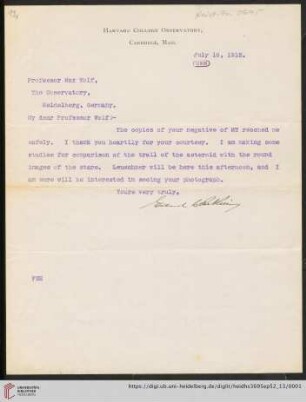 HARVARD COLLEGE OBSERVATORY,
CAMBRIDGE, MASS.
July 16, 1912.
Professor Max Wolf,
The Observatory,
Heidelberg, Germany.
My dear Professor Wolf:-
The copies of your negative of MT reached me
safely. I thank you heartily for your courtesy. I am making some
studies for comparison of the trail of the asteroid with the round
images of the stars. Leuschner will be here this afternoon, and I
am sure will be interested in seeing your photograph.
Yours very truly,
https://digi.ub.uni-heidelberg.de/diglit/heidhs3695ap12_15/0001